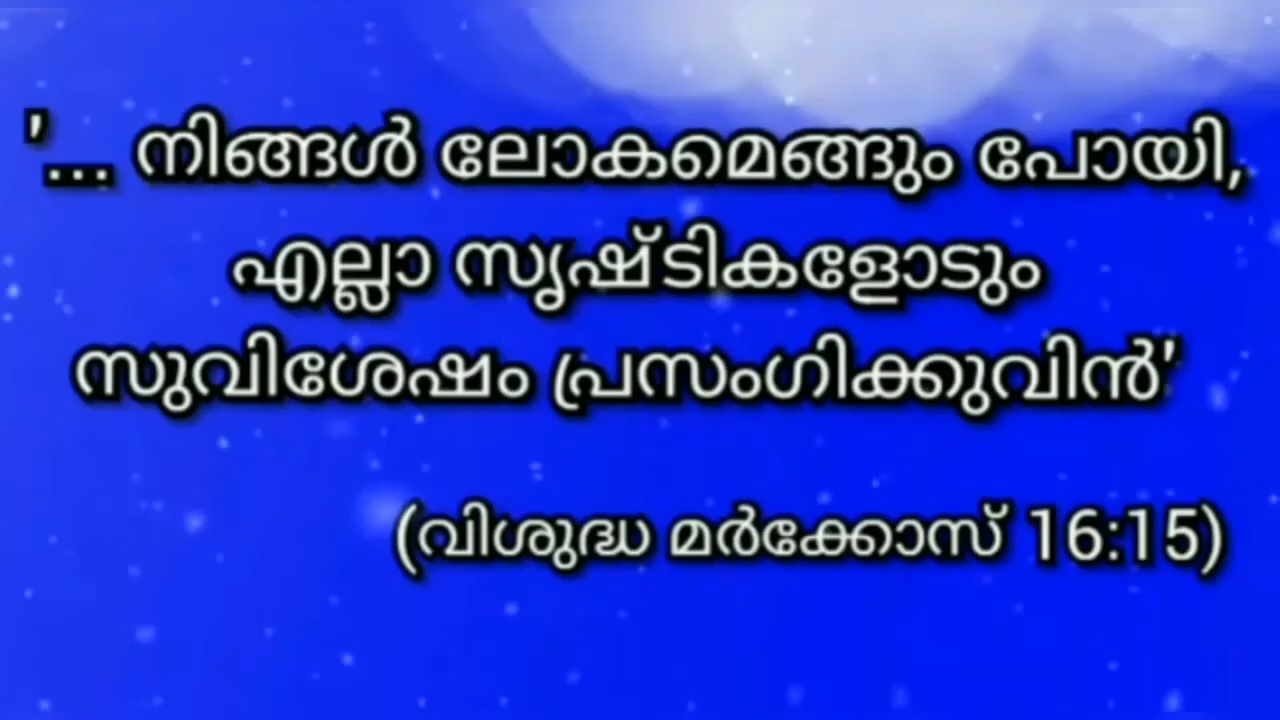 '... നിങ്ങൾ ലോകമെങ്ങും പോയി,
എല്ലാ സൃഷ്ടികളോടും
സുവിശേഷം പ്രസംഗിക്കുവിൻ'
(വിശുദ്ധ മർക്കോസ് 16:15)